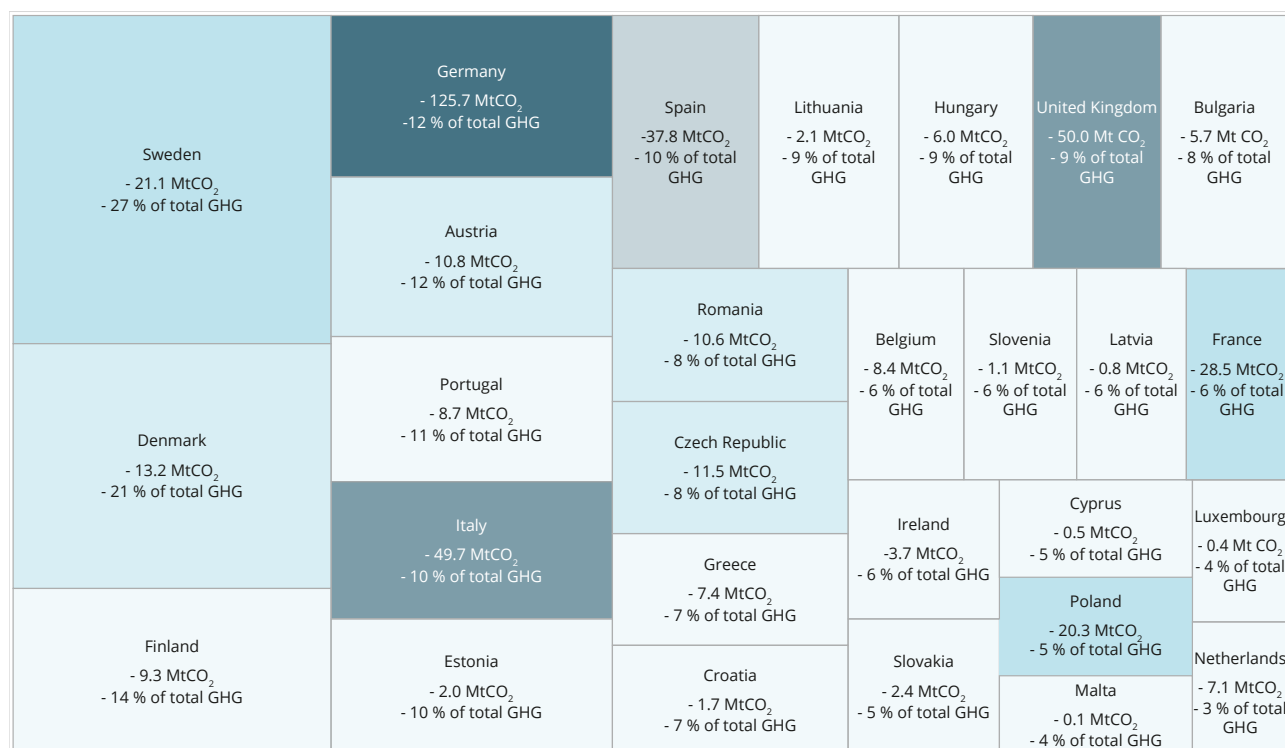 Sweden
- 21.1 MtCO₂
- 27 % of total GHG
Denmark
- 13.2 MtCO₂
- 21 % of total GHG
Finland
- 9.3 MtCO₂
- 14 % of total GHG
Germany
- 125.7 MtCO₂
-12 % of total GHG
Austria
- 10.8 MtCO₂
- 12 % of total GHG
Portugal
- 8.7 MtCO₂
- 11 % of total GHG
Italy
- 49.7 MtCO₂
- 10 % of total GHG
Estonia
- 2.0 MtCO₂
- 10 % of total GHG
Spain
-37.8 MtCO₂
- 10 % of total
GHG
Lithuania
- 2.1 MtCO₂
- 9 % of total
GHG
Hungary
- 6.0 MtCO₂
- 9 % of total
GHG
United Kingdom
- 50.0 Mt CO₂
- 9 % of total
GHG
Bulgaria
- 5.7 Mt CO₂
- 8 % of total
GHG
Romania
- 10.6 MtCO₂
- 8 % of total GHG
Czech Republic
- 11.5 MtCO₂
- 8 % of total GHG
Greece
- 7.4 MtCO₂
- 7 % of total GHG
Croatia
- 1.7 MtCO₂
- 7 % of total GHG
Belgium
- 8.4 MtCO₂
- 6 % of total
GHG
Slovenia
- 1.1 MtCO₂
- 6 % of total
GHG
Latvia
- 0.8 MtCO₂
- 6 % of total
GHG
France
- 28.5 MtCO₂
- 6 % of total
GHG
Ireland
-3.7 MtCO₂
- 6 % of total GHG
Slovakia
- 2.4 MtCO₂
- 5 % of total GHG
Cyprus
- 0.5 MtCO₂
- 5 % of total GHG
Poland
- 20.3 MtCO₂
- 5 % of total GHG
Malta
- 0.1 MtCO₂
- 4 % of total GHG
Luxembourg
- 0.4 Mt CO₂
- 4 % of total
GHG
Netherlands
- 7.1 MtCO₂
- 3 % of total
GHG